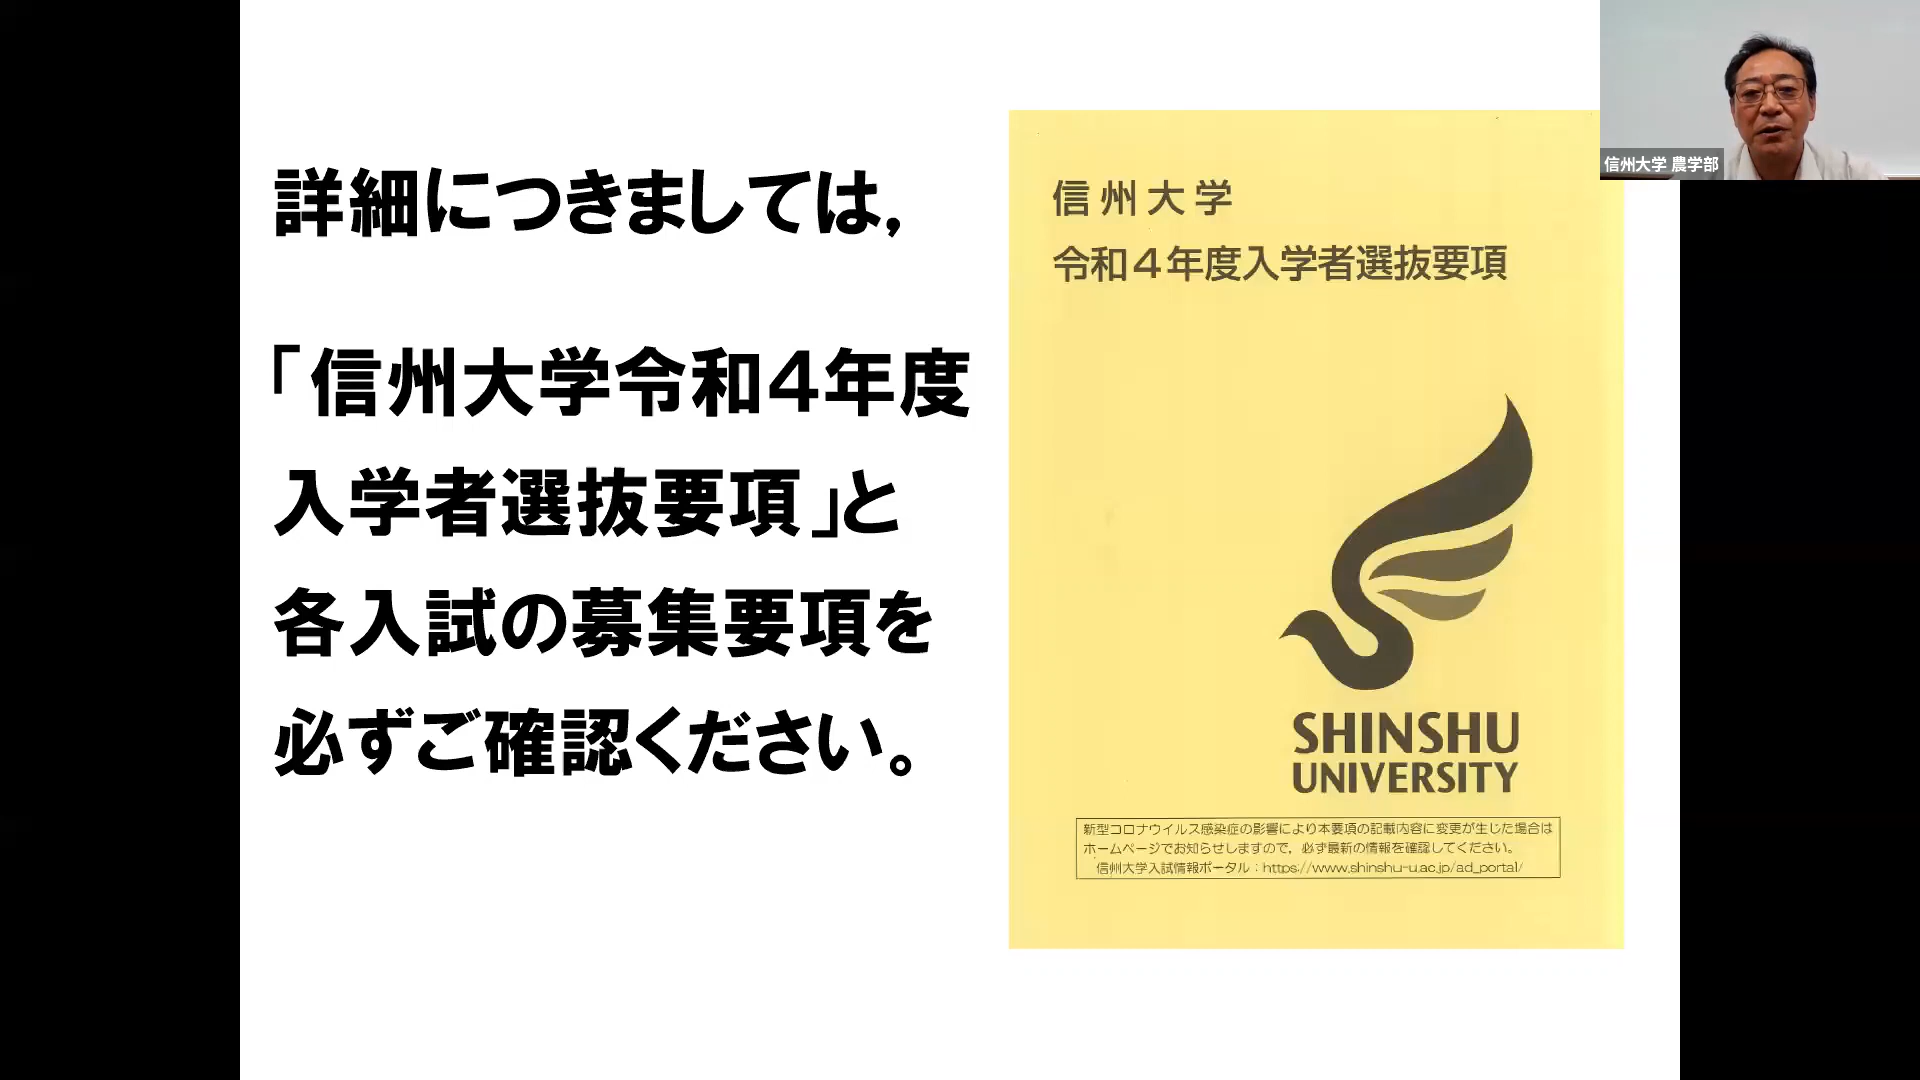 詳細につきましては，
「信州大学令和４年度
入学者選抜要項」と
各入試の募集要項を
必ずご確認ください。
信州大学
令和４年度入学者選抜要項
SHINSHU
UNIVERSITY
新型コロナウイルス感染症の影響により本要項の記載内容に変更が生じた場合は
ホームページでお知らせしますので，必ず最新の情報を確認してください。
信州大学入試情報ポータル：https://www.shinshu-u.ac.jp/ad_portal/
信州大学 農学部